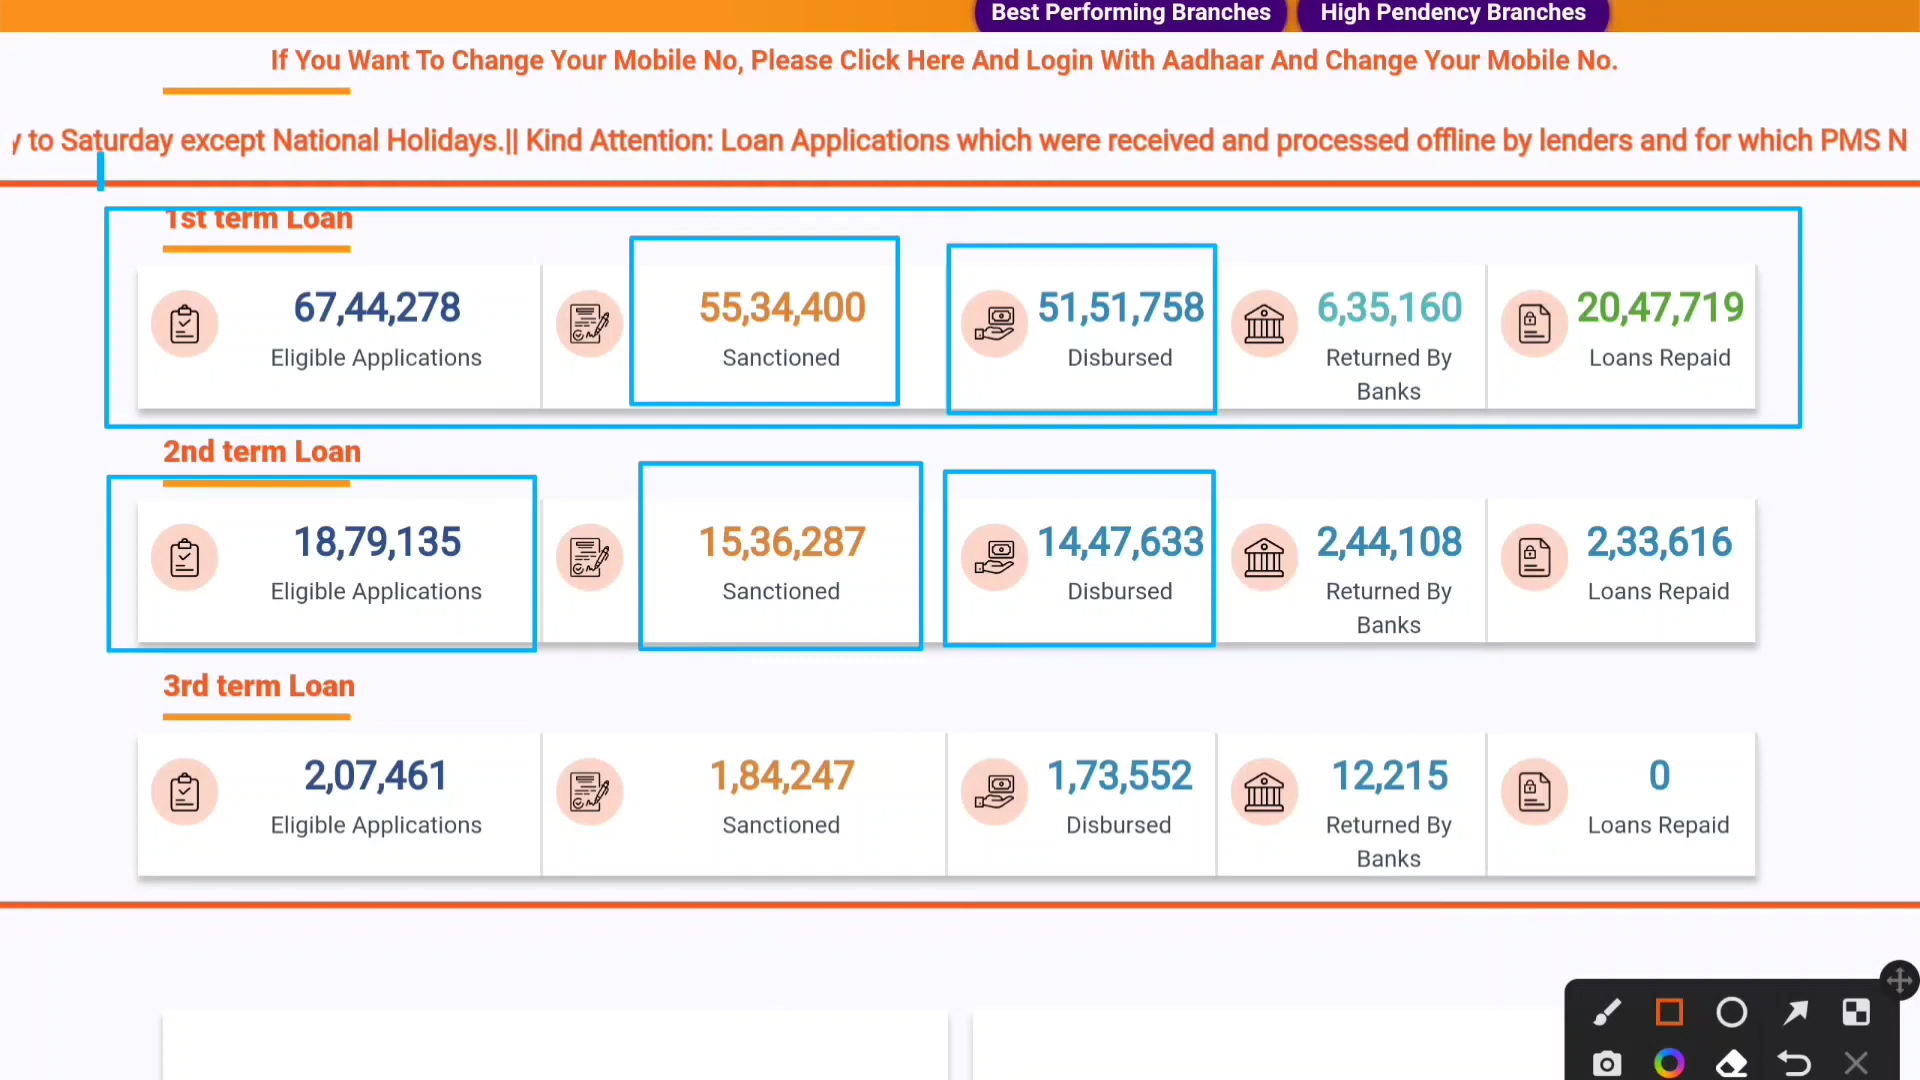 Best Performing Branches
High Pendency Branches
If You Want To Change Your Mobile No, Please Click Here And Login With Aadhaar And Change Your Mobile No.
y to Saturday except National Holidays.|| Kind Attention: Loan Applications which were received and processed offline by lenders and for which PMS N
1st term Loan
67,44,278
Eligible Applications
55,34,400
Sanctioned
51,51,758
Disbursed
6,35,160
Returned By
Banks
20,47,719
Loans Repaid
2nd term Loan
18,79,135
Eligible Applications
15,36,287
Sanctioned
14,47,633
Disbursed
2,44,108
Returned By
Banks
2,33,616
Loans Repaid
3rd term Loan
2,07,461
Eligible Applications
1,84,247
Sanctioned
1,73,552
Disbursed
12,215
Returned By
Banks
0
Loans Repaid